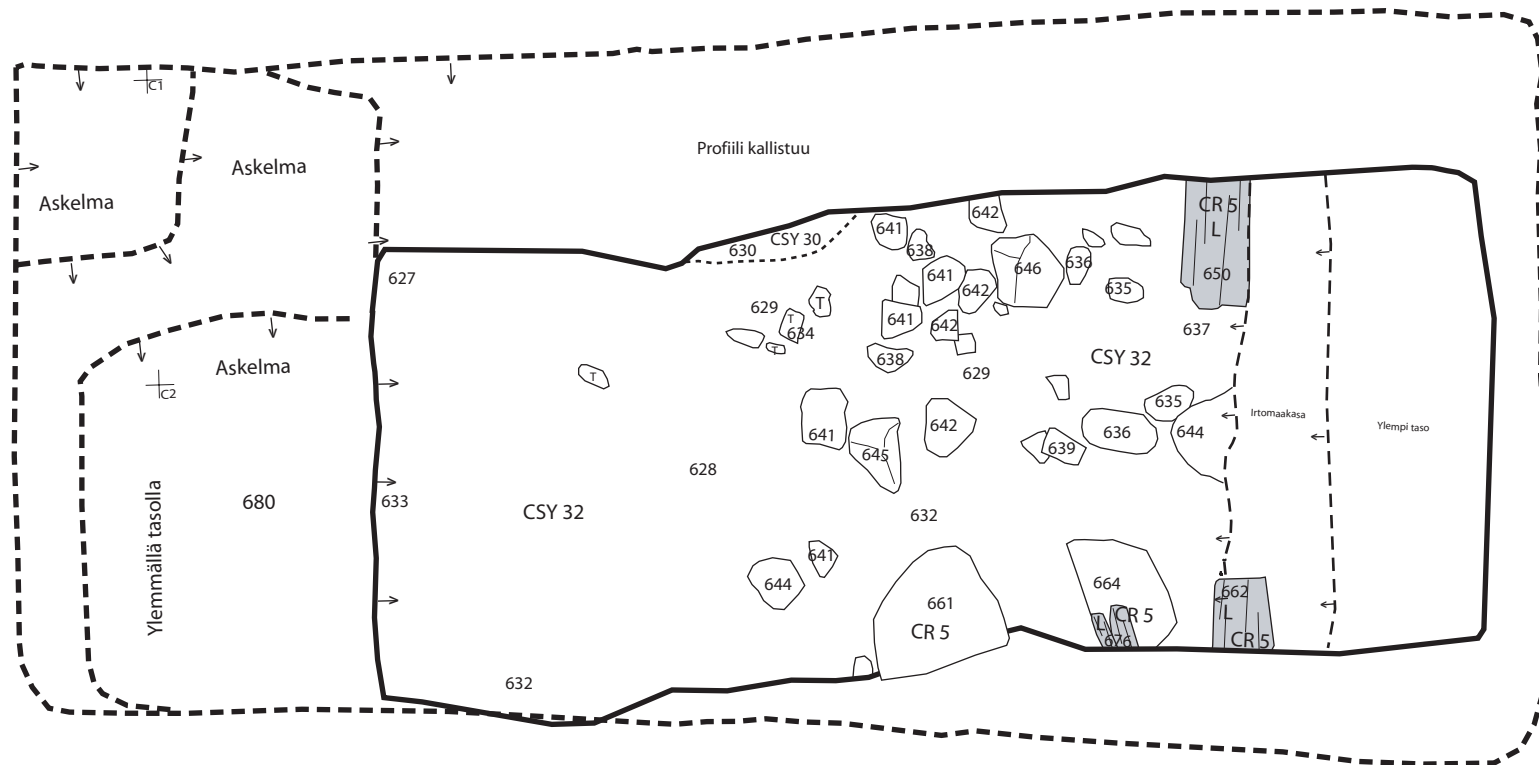 C1
Askelma
Askelma
Profiili kallistuu
627
630
CSY 30
641
638
642
641
642
646
636
635
CR 5
L
650
629
T
T
634
T
T
641
642
638
629
637
CSY 32
Askelma
C2
641
645
642
639
636
635
644
Irtomaakasa
Ylempi taso
628
633
680
Ylemmällä tasolla
CSY 32
632
644
641
661
CR 5
664
L
CR 5
676
662
L
CR 5
632